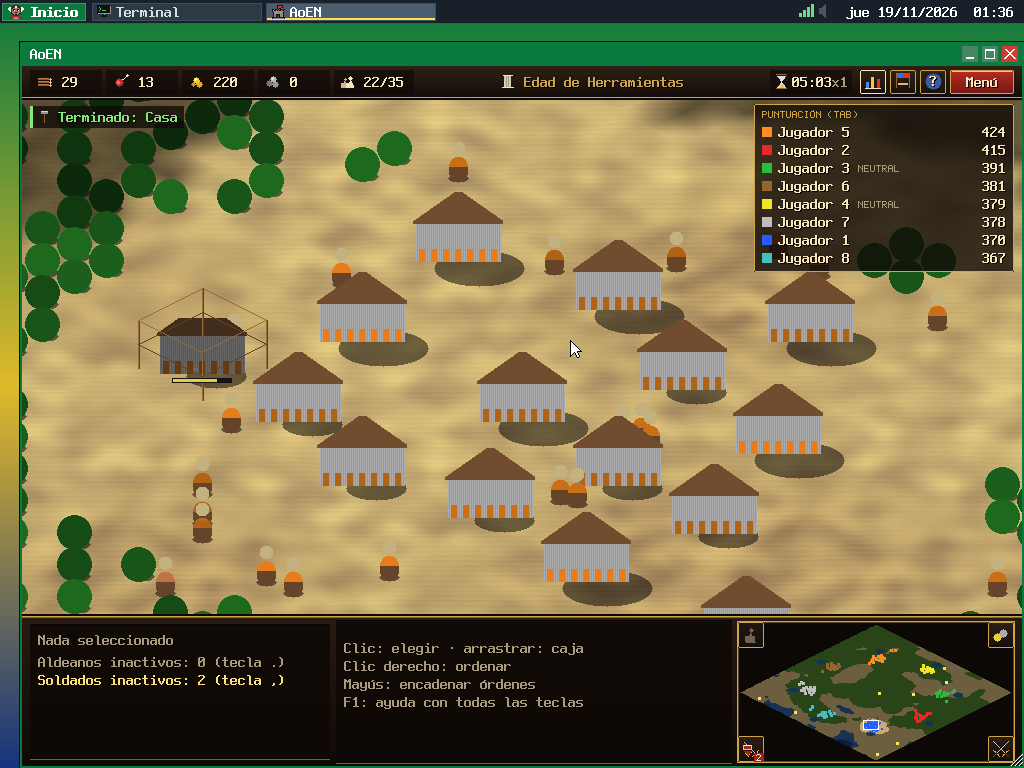 Inicio
Terminal
AoEN
jue 19/11/2026 01:36
AoEN
29
13
220
0
22/35
Edad de Herramientas
05:03x1
?
Menú
Terminado: Casa
PUNTUACIÓN (TAB)
Jugador 5 424
Jugador 2 415
Jugador 3 NEUTRAL 391
Jugador 6 381
Jugador 4 NEUTRAL 379
Jugador 7 378
Jugador 1 370
Jugador 8 367
Nada seleccionado
Aldeanos inactivos: 0 (tecla .)
Soldados inactivos: 2 (tecla ,)
Clic: elegir · arrastrar: caja
Clic derecho: ordenar
Mayús: encadenar órdenes
F1: ayuda con todas las teclas
2